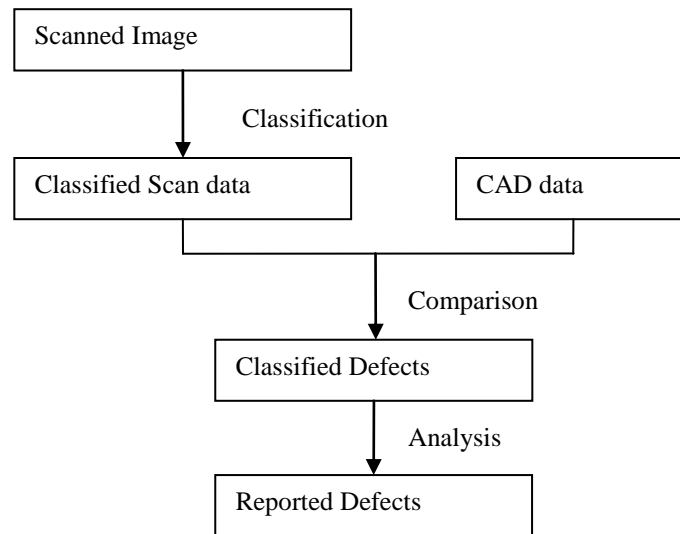 Scanned Image
Classification
Classified Scan data
CAD data
Comparison
Classified Defects
Analysis
Reported Defects